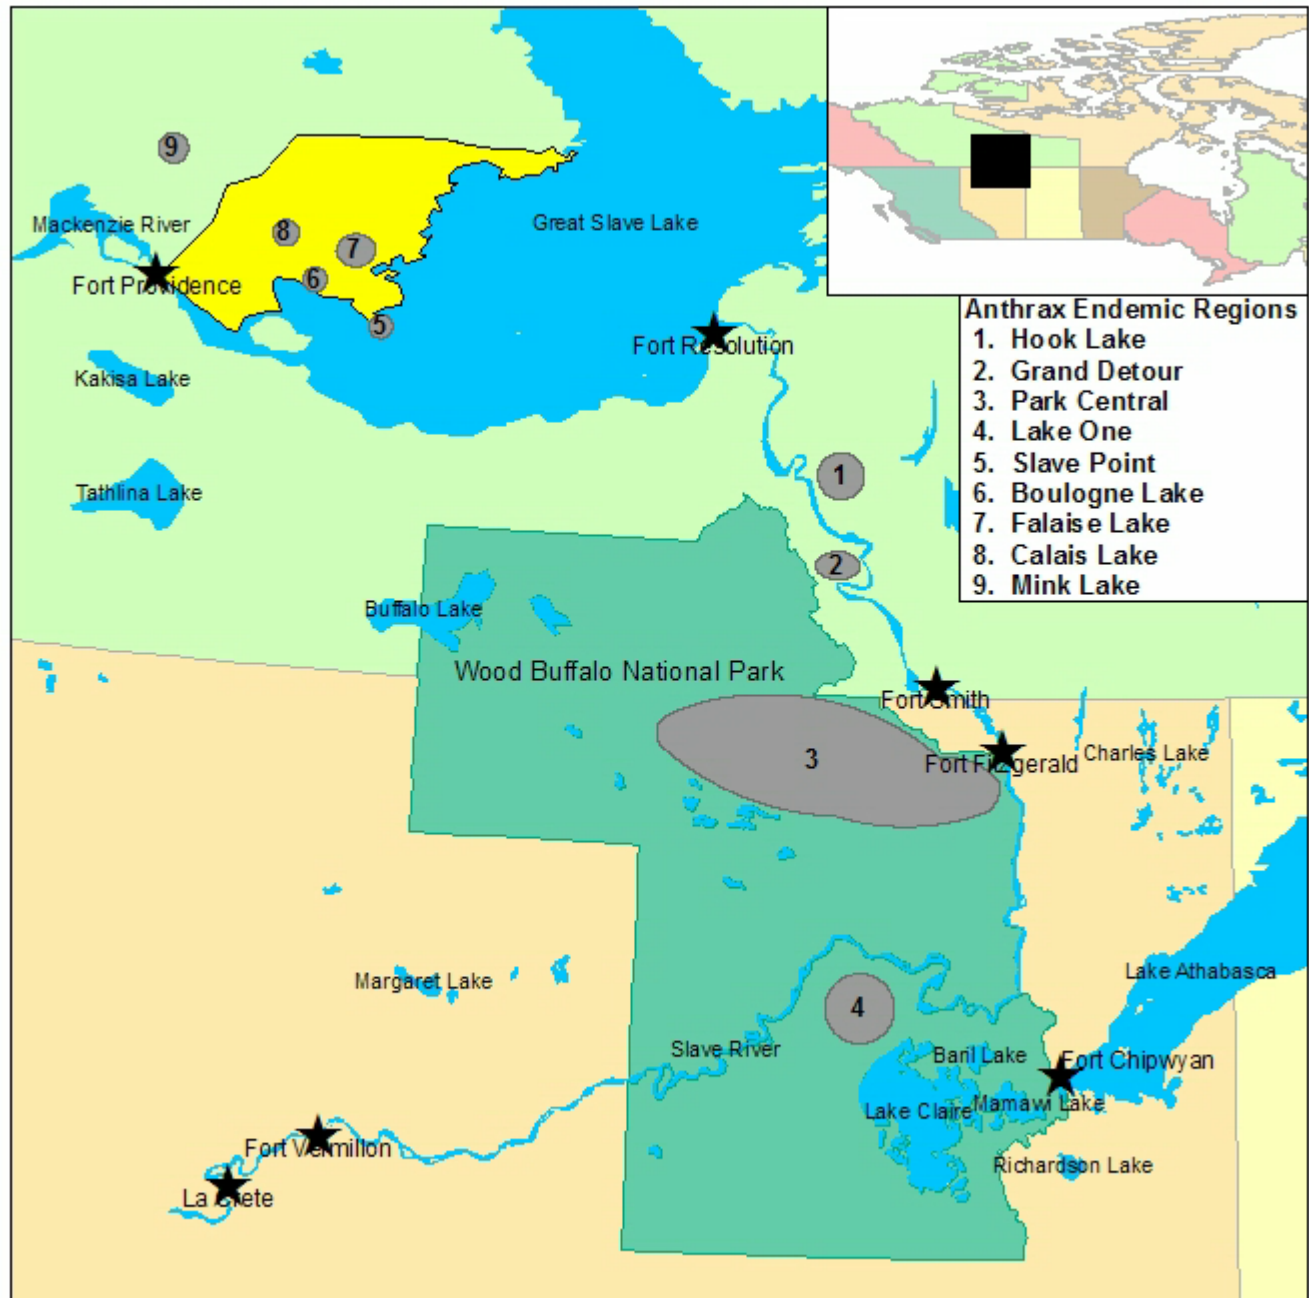 9
Mackenzie River
8
7
6
5
Great Slave Lake
Fort Providence
Fort Resolution
Kakisa Lake
Tathlina Lake
Anthrax Endemic Regions
1. Hook Lake
2. Grand Detour
3. Park Central
4. Lake One
5. Slave Point
6. Boulogne Lake
7. Falaise Lake
8. Calais Lake
9. Mink Lake
1
2
Buffalo Lake
Wood Buffalo National Park
Fort Smith
3
Fort Fitzgerald
Charles Lake
Margaret Lake
Lake Athabasca
4
Slave River
Baril Lake
Fort Chipwyan
Lake Claire
Mamawi Lake
Fort Vermilion
Richardson Lake
La Crete